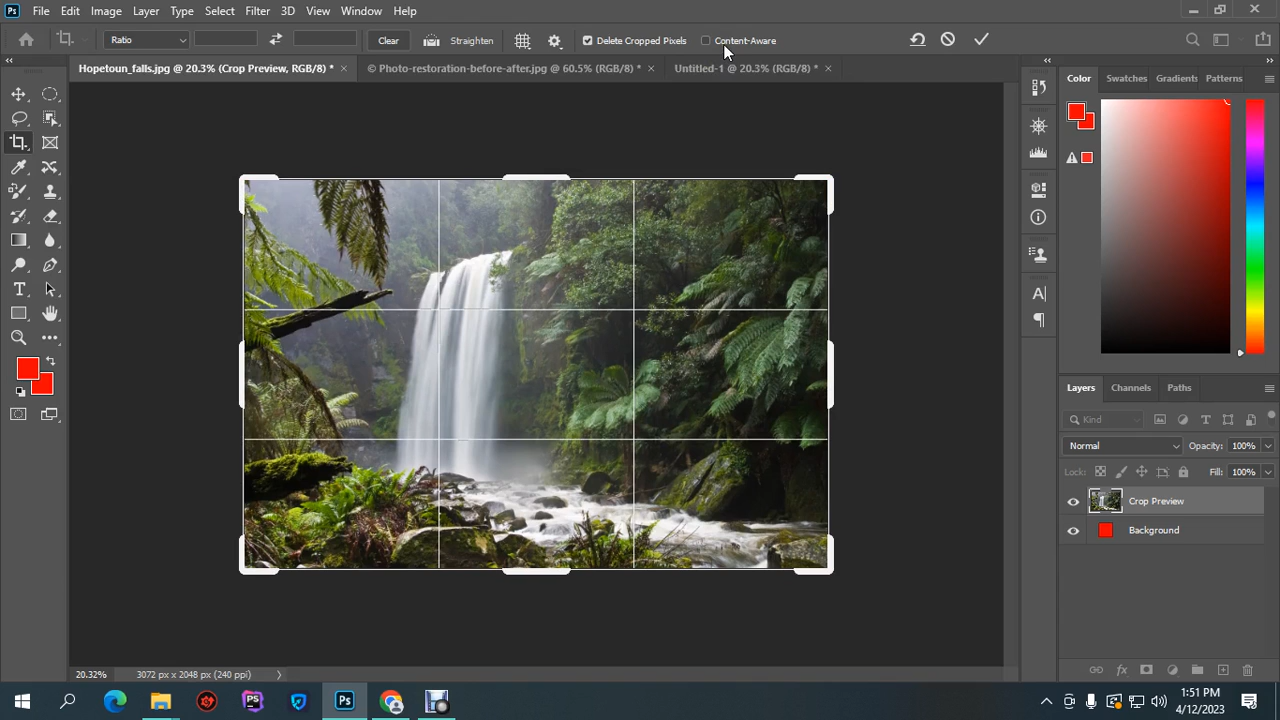 Ps File Edit Image Layer Type Select Filter 3D View Window Help
Ratio Clear Straighten Delete Cropped Pixels Content-Aware
Hopetoun_falls.jpg @ 20.3% (Crop Preview, RGB/8) * × © Photo-restoration-before-after.jpg @ 60.5% (RGB/8) * × Untitled-1 @ 20.3% (RGB/8) * ×
Color Swatches Gradients Patterns
Layers Channels Paths
Kind
Normal Opacity: 100%
Lock: Fill: 100%
Crop Preview
Background
20.32% 3072 px x 2048 px (240 ppi)
PS Ps
1:51 PM
4/12/2023